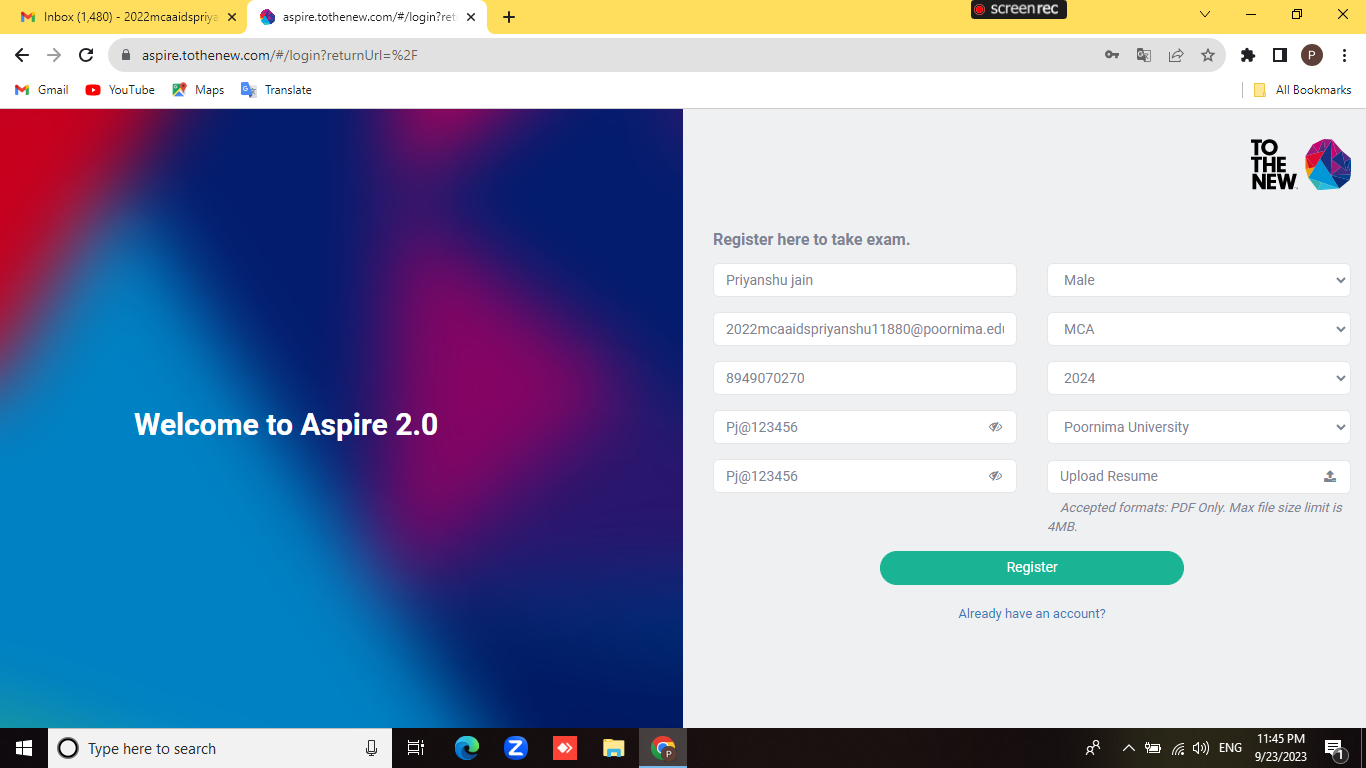 Inbox (1,480) - 2022mcaaidspriya
aspire.tothenew.com/#/login?ret
screenrec
aspire.tothenew.com/#/login?returnUrl=%2F
P
Gmail
YouTube
Maps
Translate
All Bookmarks
TO
THE
NEW
Register here to take exam.
Priyanshu jain
Male
2022mcaaidspriyanshu11880@poornima.edu
MCA
8949070270
2024
Welcome to Aspire 2.0
Pj@123456
Poornima University
Pj@123456
Upload Resume
Accepted formats: PDF Only. Max file size limit is
4MB.
Register
Already have an account?
Type here to search
ENG
11:45 PM
9/23/2023
1